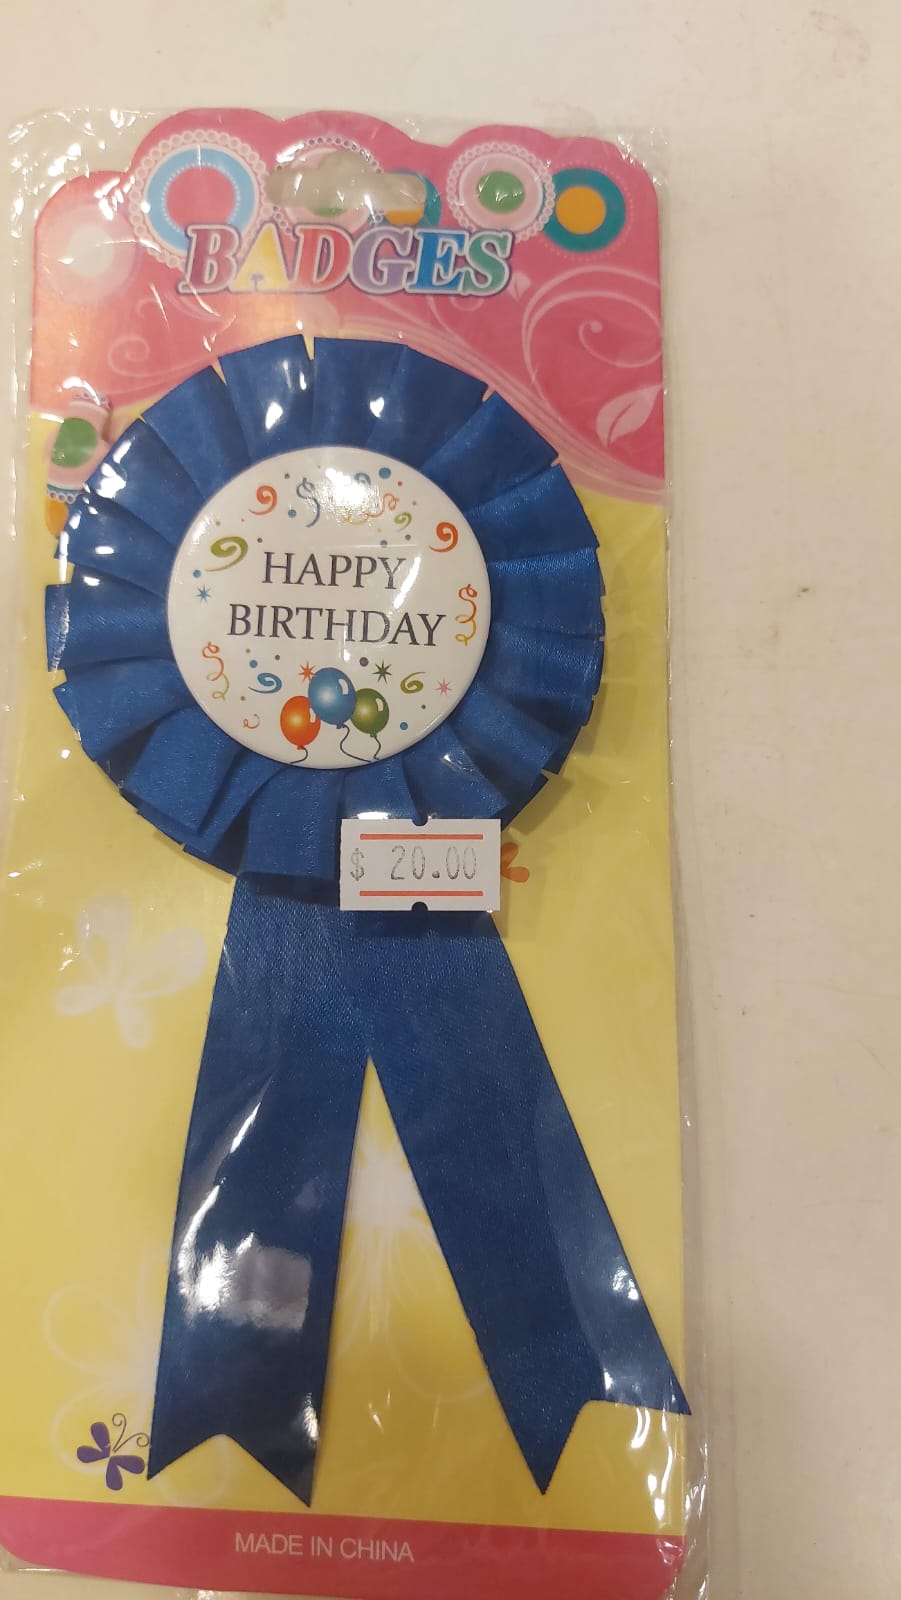 BADGES
HAPPY
BIRTHDAY
$ 20.00
MADE IN CHINA